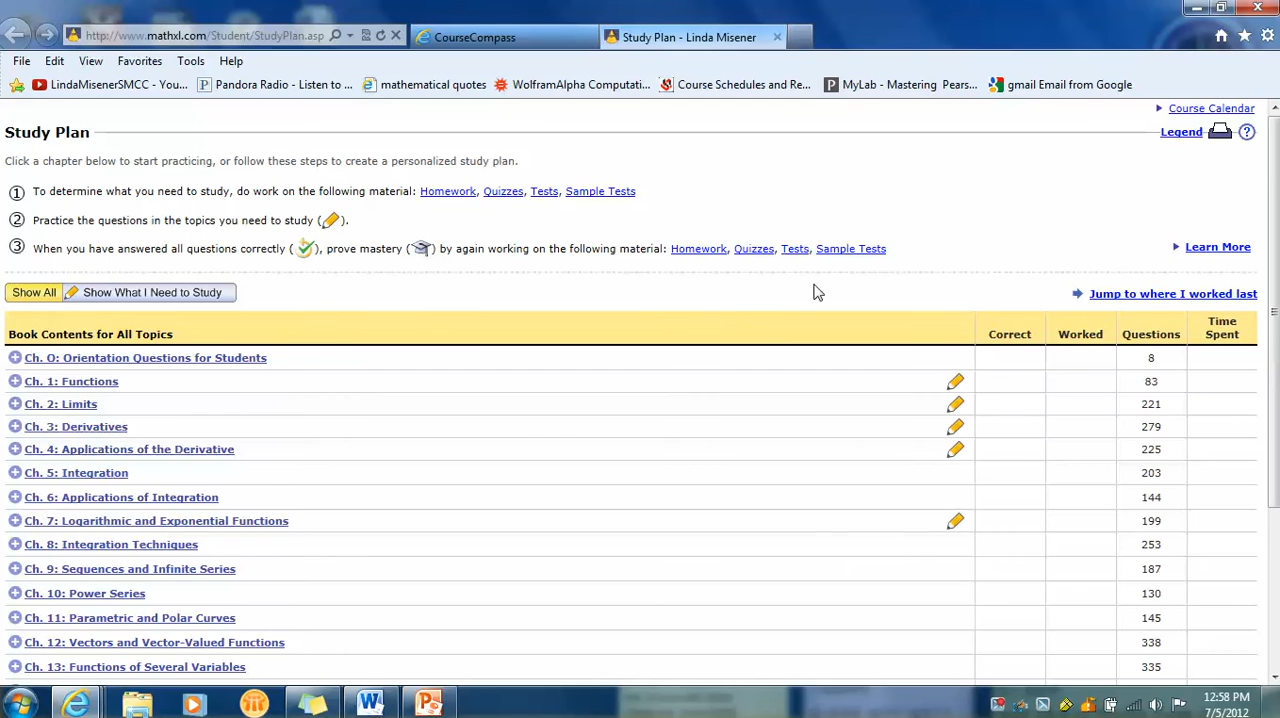 http://www.mathxl.com/Student/StudyPlan.asp
CourseCompass
Study Plan - Linda Misener
File Edit View Favorites Tools Help
LindaMisenerSMCC - You... Pandora Radio - Listen to ... mathematical quotes WolframAlpha Computati... Course Schedules and Re... MyLab - Mastering Pears... gmail Email from Google
Course Calendar
Study Plan
Legend
Click a chapter below to start practicing, or follow these steps to create a personalized study plan.
1 To determine what you need to study, do work on the following material: Homework, Quizzes, Tests, Sample Tests
2 Practice the questions in the topics you need to study ( ).
3 When you have answered all questions correctly ( ), prove mastery ( ) by again working on the following material: Homework, Quizzes, Tests, Sample Tests
Learn More
Show All Show What I Need to Study
Jump to where I worked last
Book Contents for All Topics Correct Worked Questions Time Spent
Ch. O: Orientation Questions for Students 8
Ch. 1: Functions 83
Ch. 2: Limits 221
Ch. 3: Derivatives 279
Ch. 4: Applications of the Derivative 225
Ch. 5: Integration 203
Ch. 6: Applications of Integration 144
Ch. 7: Logarithmic and Exponential Functions 199
Ch. 8: Integration Techniques 253
Ch. 9: Sequences and Infinite Series 187
Ch. 10: Power Series 130
Ch. 11: Parametric and Polar Curves 145
Ch. 12: Vectors and Vector-Valued Functions 338
Ch. 13: Functions of Several Variables 335
12:58 PM
7/5/2012